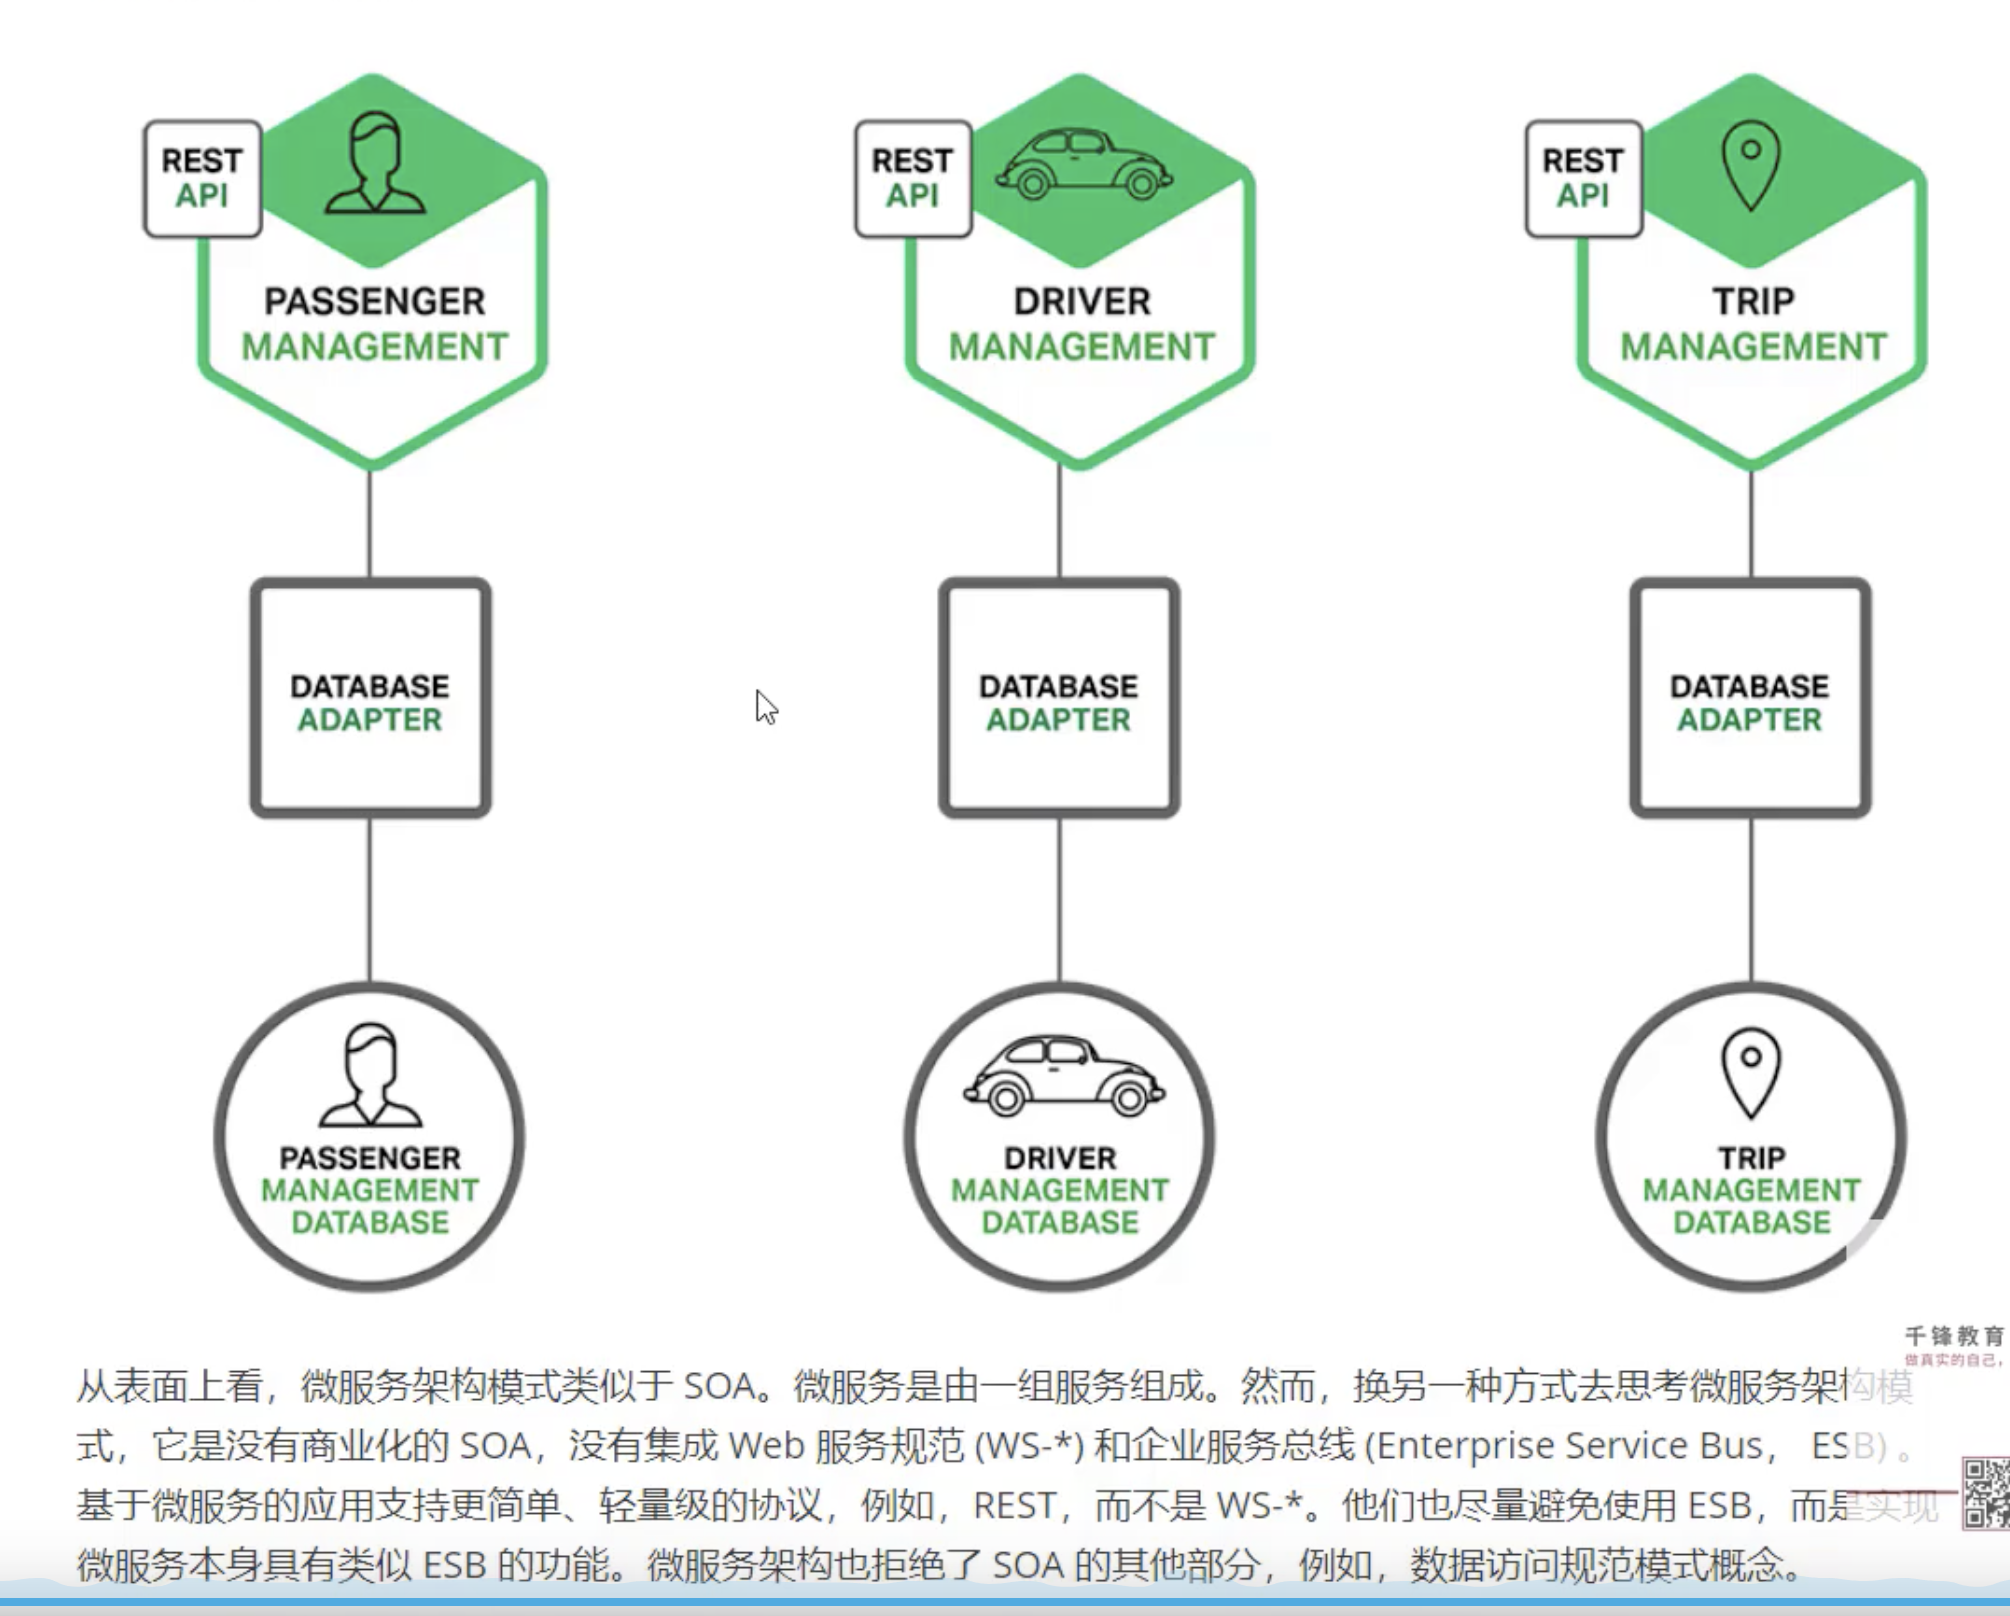 REST
API
PASSENGER
MANAGEMENT
REST
API
DRIVER
MANAGEMENT
REST
API
TRIP
MANAGEMENT
DATABASE
ADAPTER
DATABASE
ADAPTER
DATABASE
ADAPTER
PASSENGER
MANAGEMENT
DATABASE
DRIVER
MANAGEMENT
DATABASE
TRIP
MANAGEMENT
DATABASE
千锋教育
做真实的自己,
从表面上看，微服务架构模式类似于 SOA。微服务是由一组服务组成。然而，换另一种方式去思考微服务架构模
式，它是没有商业化的 SOA，没有集成 Web 服务规范 (WS-*) 和企业服务总线 (Enterprise Service Bus， ESB) 。
基于微服务的应用支持更简单、轻量级的协议，例如，REST，而不是 WS-*。他们也尽量避免使用 ESB，而是实现
微服务本身具有类似 ESB 的功能。微服务架构也拒绝了 SOA 的其他部分，例如，数据访问规范模式概念。